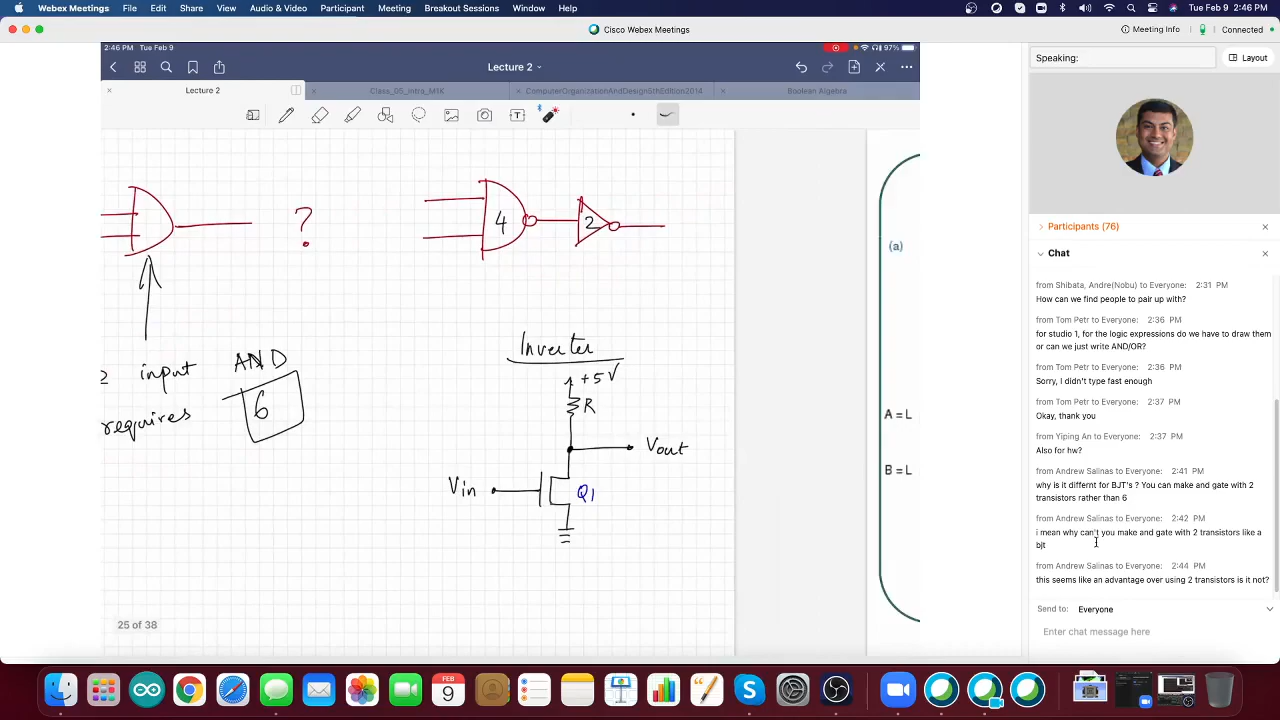 Webex Meetings File Edit Share View Audio & Video Participant Meeting Breakout Sessions Window Help Tue Feb 9 2:46 PM
Cisco Webex Meetings
Meeting Info Connected
2:46 PM Tue Feb 9
97%
Lecture 2
Lecture 2
Class_05_Intra_M1K
ComputerOrganizationAndDesign5thEdition2014
Boolean Algebra
T
?
4
2
2 input AND
requires 6
Inverter
+5V
R
Vout
Vin
Q1
25 of 38
(a)
A = L
B = L
Speaking:
Layout
Participants (76)
Chat
from Shibata, Andre(Nobu) to Everyone: 2:31 PM
How can we find people to pair up with?
from Tom Petr to Everyone: 2:36 PM
for studio 1, for the logic expressions do we have to draw them
or can we just write AND/OR?
from Tom Petr to Everyone: 2:36 PM
Sorry, I didn't type fast enough
from Tom Petr to Everyone: 2:37 PM
Okay, thank you
from Yiping An to Everyone: 2:37 PM
Also for hw?
from Andrew Salinas to Everyone: 2:41 PM
why is it differnt for BJT's ? You can make and gate with 2
transistors rather than 6
from Andrew Salinas to Everyone: 2:42 PM
i mean why can't you make and gate with 2 transistors like a
bjt
from Andrew Salinas to Everyone: 2:44 PM
this seems like an advantage over using 2 transistors is it not?
Send to: Everyone
Enter chat message here
FEB
9